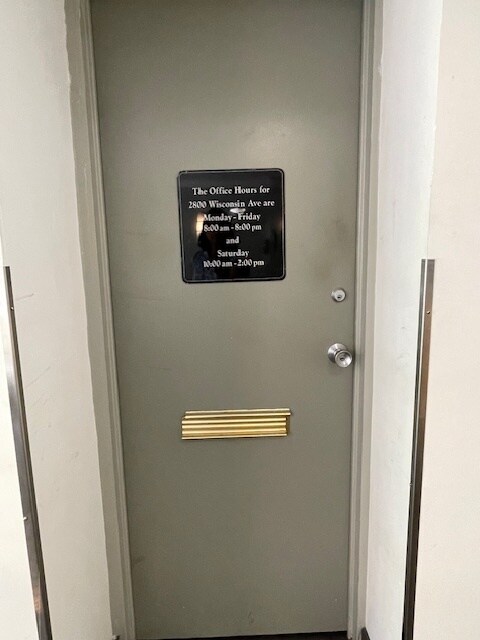 The Office Hours for
2800 Wisconsin Ave are
Monday - Friday
8:00 am - 8:00 pm
and
Saturday
10:00 am - 2:00 pm